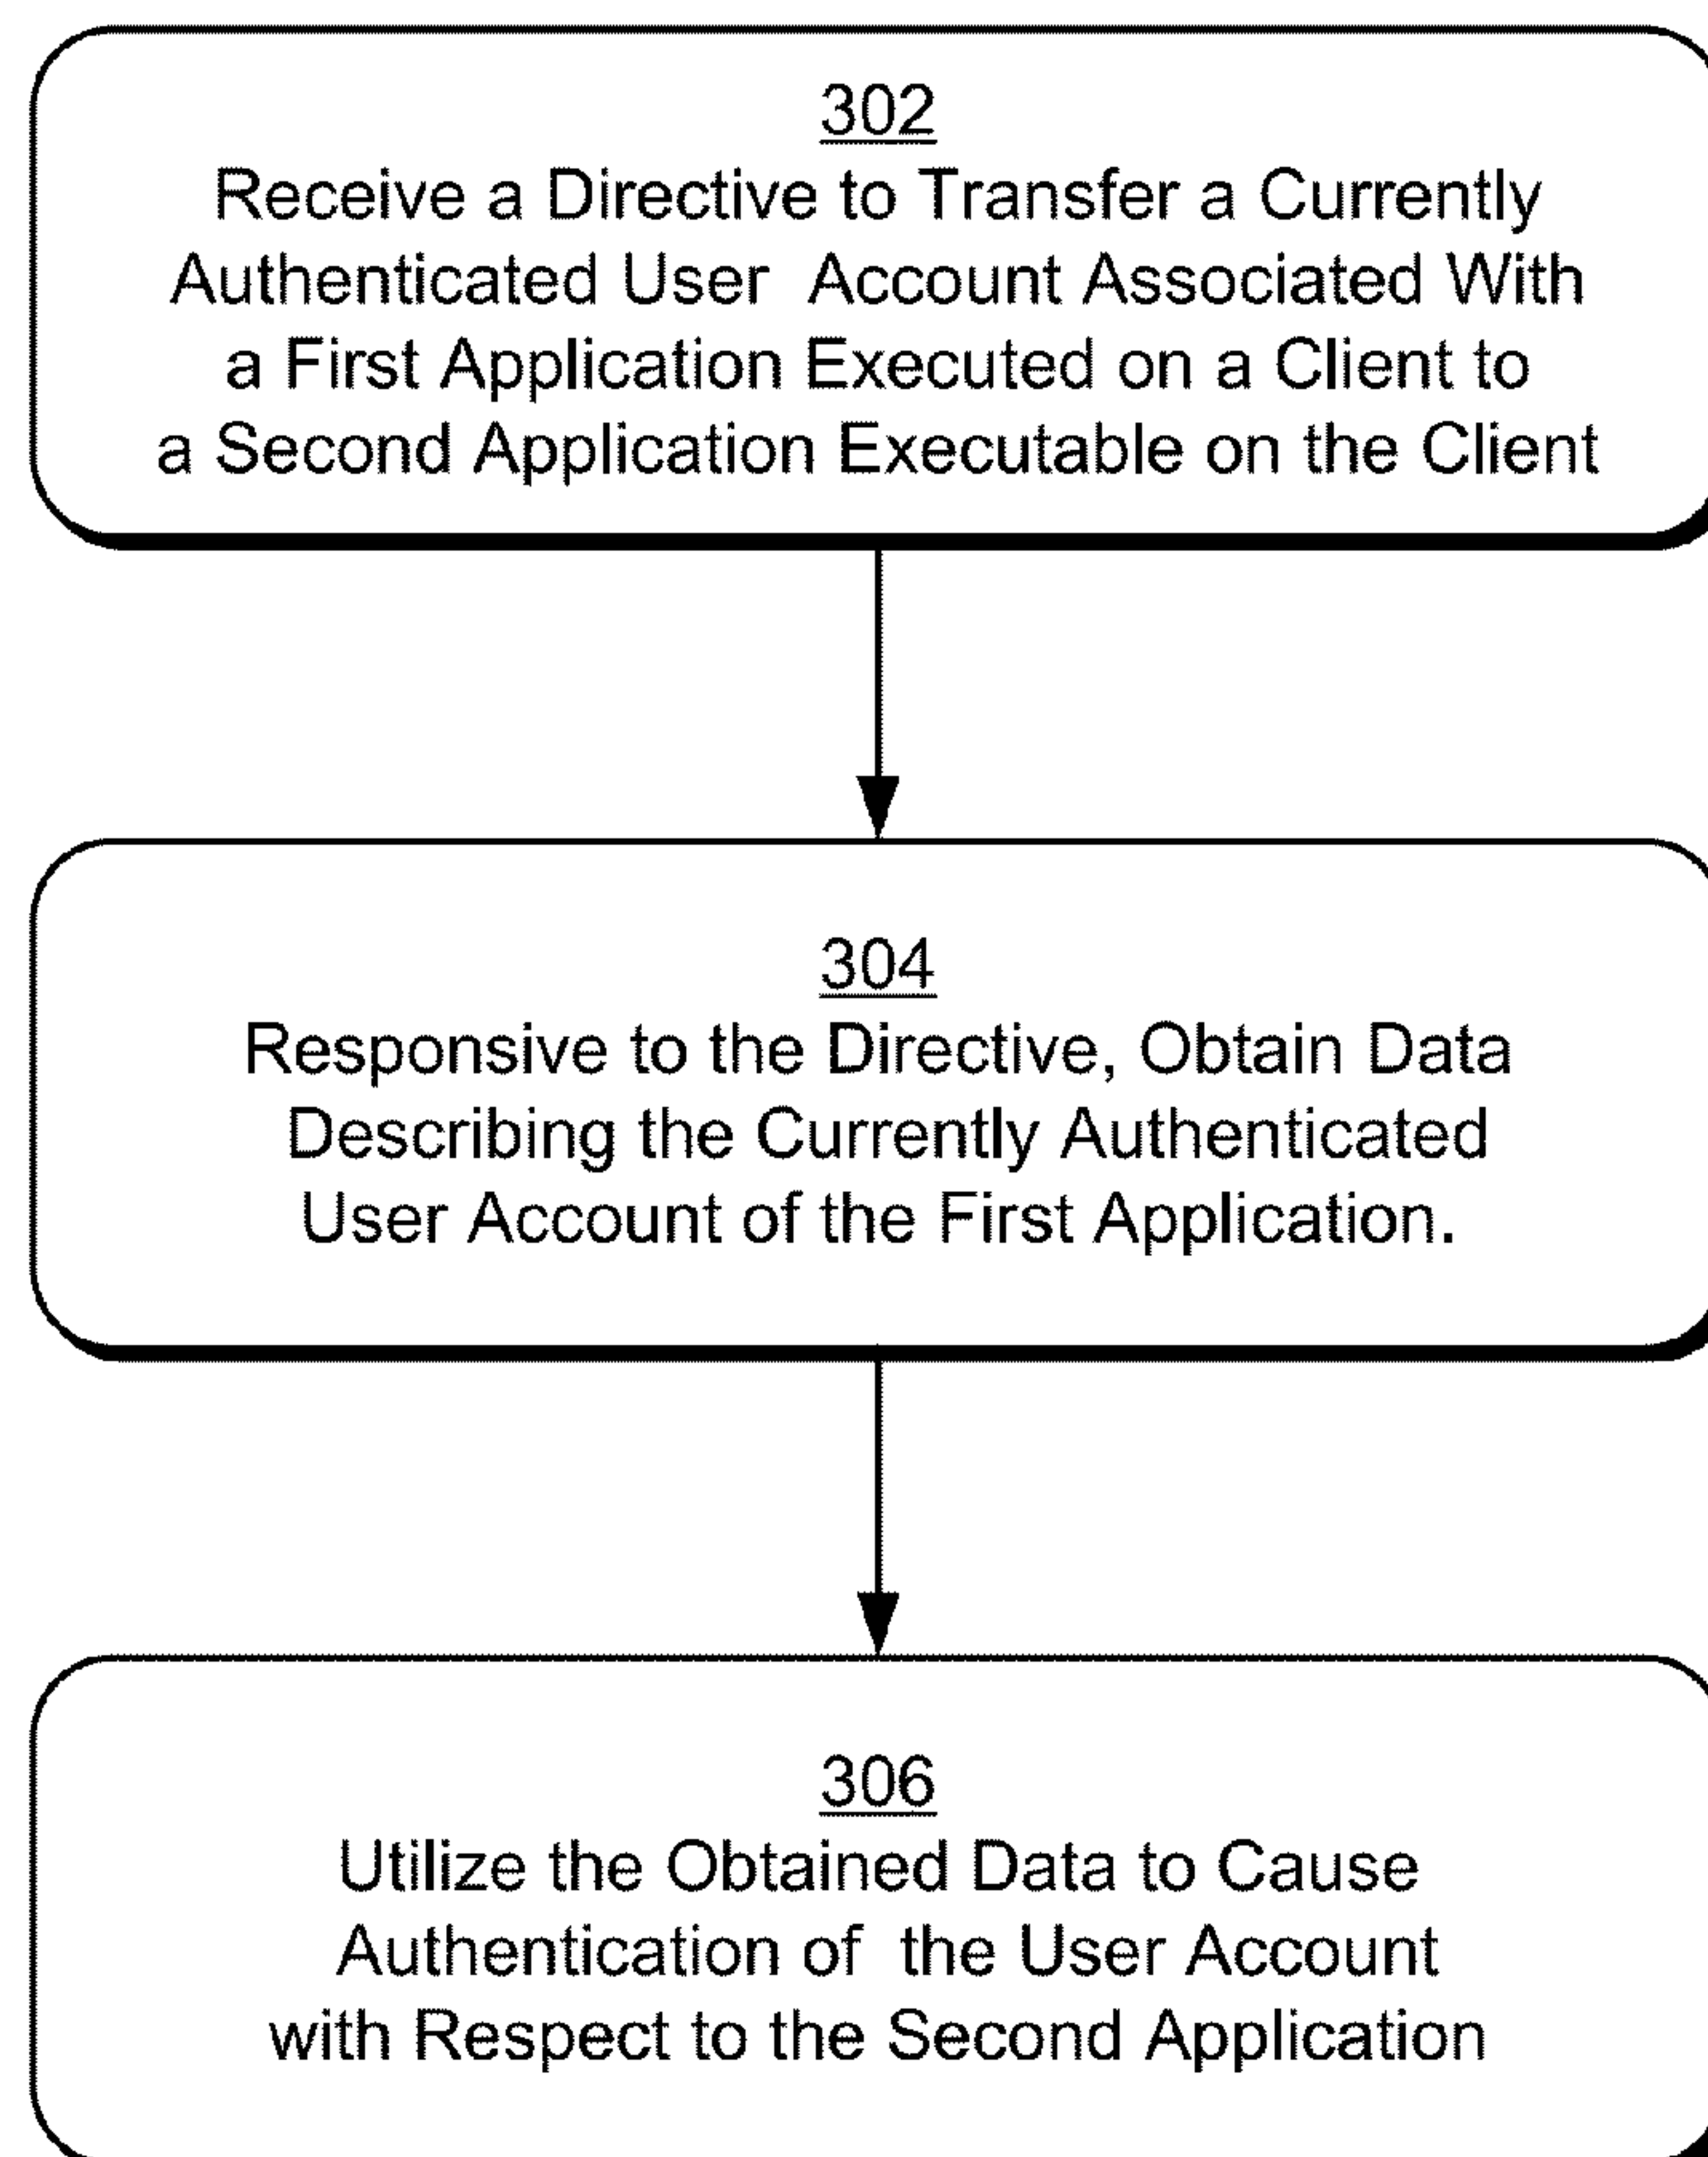 302
Receive a Directive to Transfer a Currently
Authenticated User Account Associated With
a First Application Executed on a Client to
a Second Application Executable on the Client
304
Responsive to the Directive, Obtain Data
Describing the Currently Authenticated
User Account of the First Application.
306
Utilize the Obtained Data to Cause
Authentication of the User Account
with Respect to the Second Application